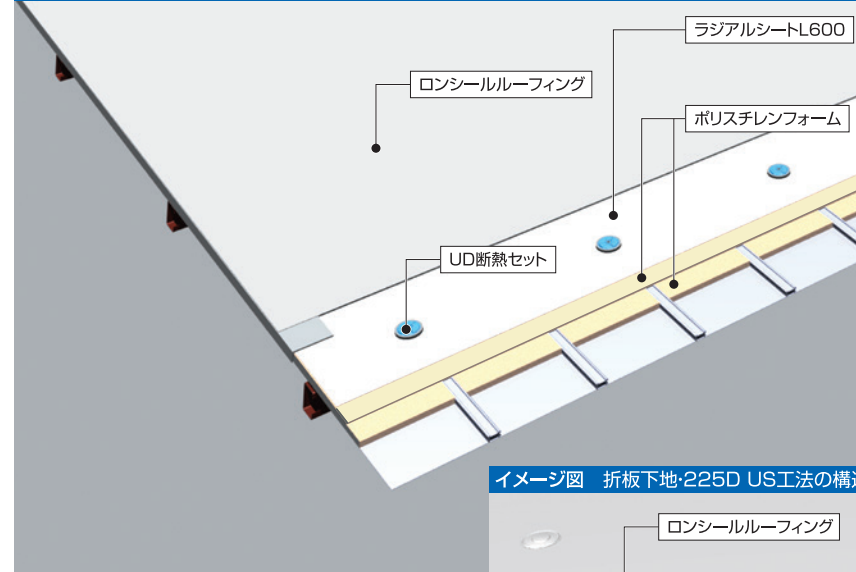 ラジアルシートL600
ロンシールルーフィング
ポリスチレンフォーム
UD断熱セット
イメージ図 折板下地・225D US工法の構造
ロンシールルーフィング